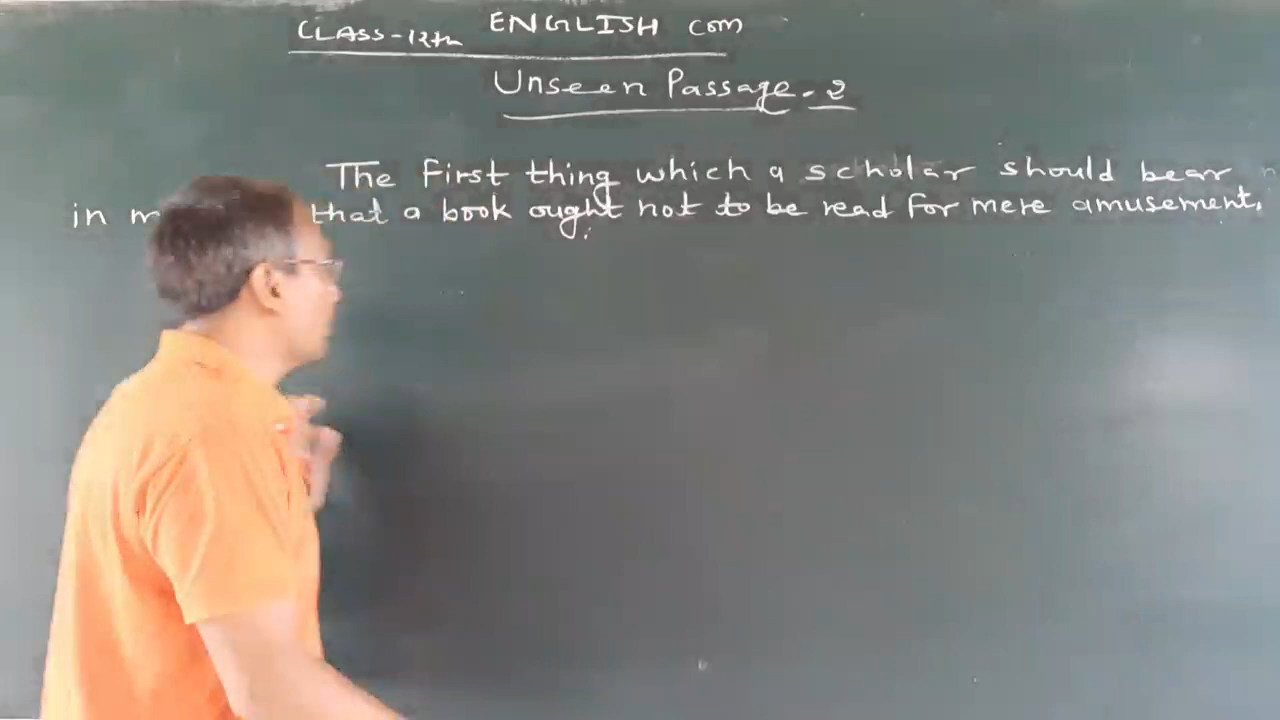 CLASS-12th ENGLISH COM
Unseen Passage-2
The first thing which a scholar should bear
in that a book ought not to be read for mere amusement.